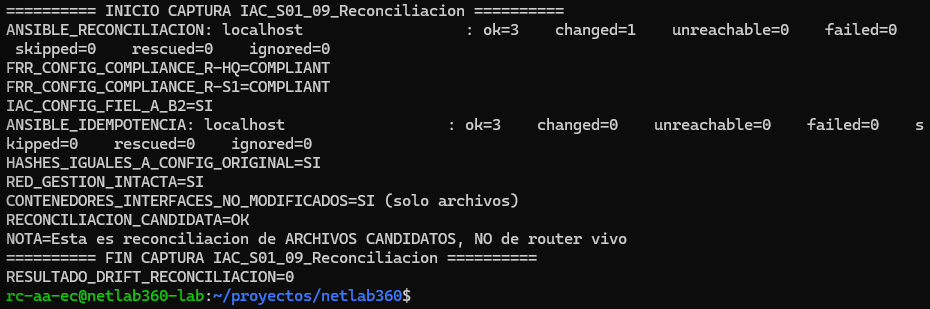 ========== INICIO CAPTURA IAC_S01_09_Reconciliacion ==========
ANSIBLE_RECONCILIACION: localhost                  : ok=3    changed=1    unreachable=0    failed=0
 skipped=0    rescued=0    ignored=0
FRR_CONFIG_COMPLIANCE_R-HQ=COMPLIANT
FRR_CONFIG_COMPLIANCE_R-S1=COMPLIANT
IAC_CONFIG_FIEL_A_B2=SI
ANSIBLE_IDEMPOTENCIA: localhost                  : ok=3    changed=0    unreachable=0    failed=0    s
kipped=0    rescued=0    ignored=0
HASHES_IGUALES_A_CONFIG_ORIGINAL=SI
RED_GESTION_INTACTA=SI
CONTENEDORES_INTERFACES_NO_MODIFICADOS=SI (solo archivos)
RECONCILIACION_CANDIDATA=OK
NOTA=Esta es reconciliacion de ARCHIVOS CANDIDATOS, NO de router vivo
========== FIN CAPTURA IAC_S01_09_Reconciliacion ==========
RESULTADO_DRIFT_RECONCILIACION=0
rc-aa-ec@netlab360-lab:~/proyectos/netlab360$